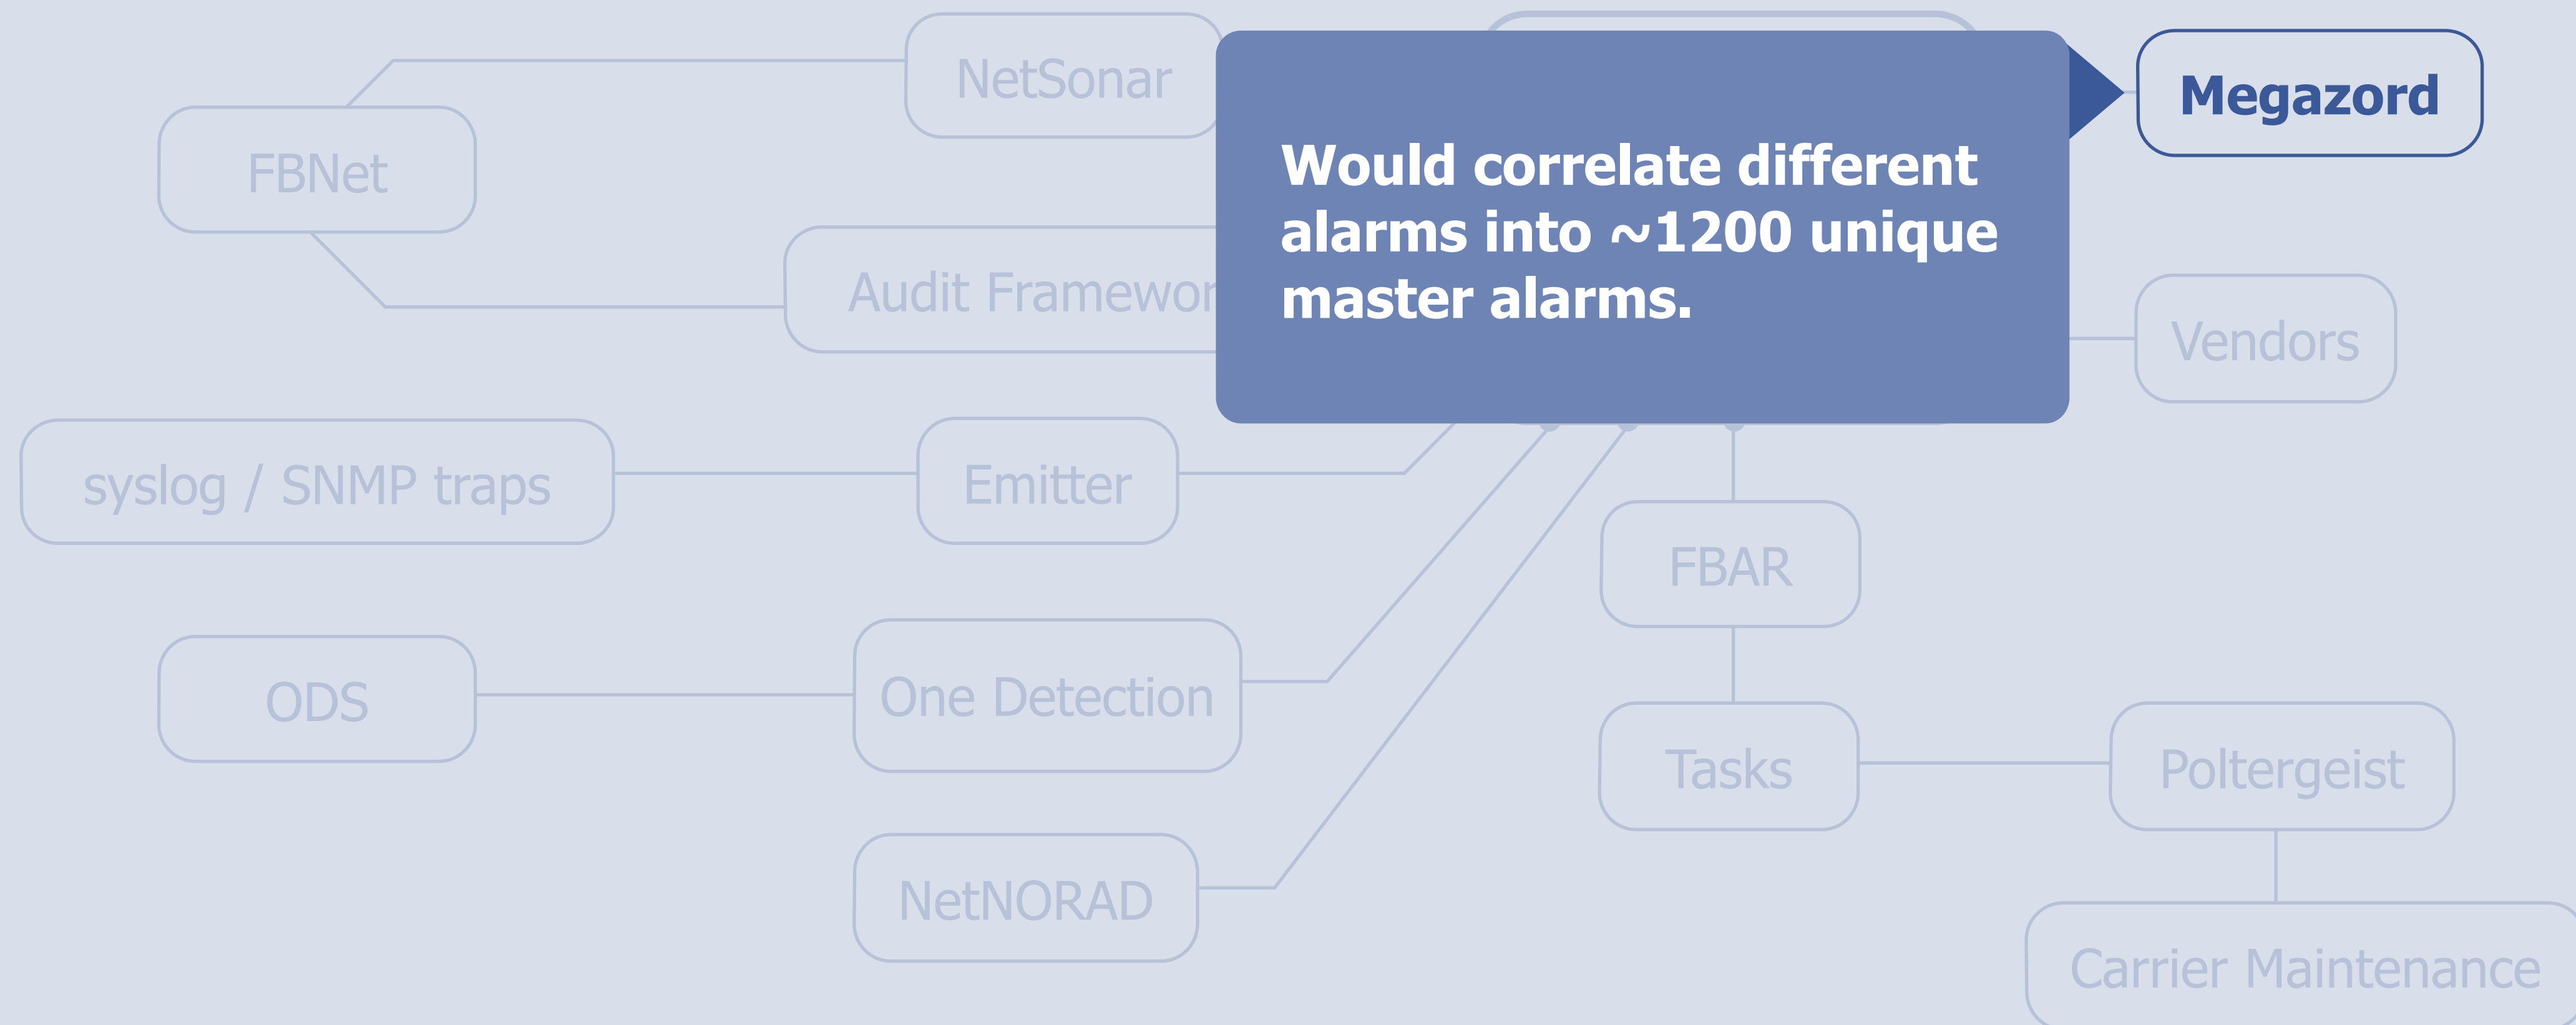 NetSonar
Megazord
FBNet
Would correlate different
alarms into ~1200 unique
master alarms.
Audit Framewor
Vendors
syslog / SNMP traps
Emitter
FBAR
ODS
One Detection
Tasks
Poltergeist
NetNORAD
Carrier Maintenance